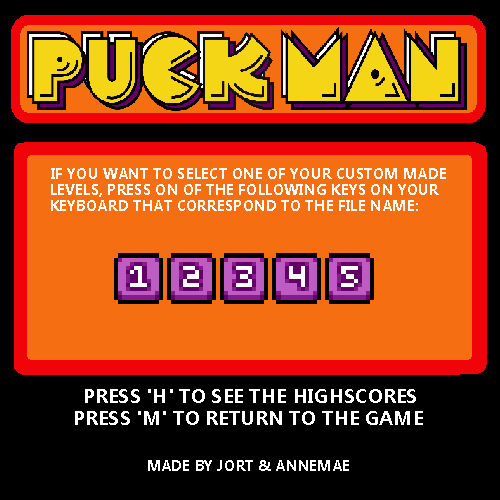 PUCK MAN
IF YOU WANT TO SELECT ONE OF YOUR CUSTOM MADE
LEVELS, PRESS ON OF THE FOLLOWING KEYS ON YOUR
KEYBOARD THAT CORRESPOND TO THE FILE NAME:
1 2 3 4 5
PRESS 'H' TO SEE THE HIGHSCORES
PRESS 'M' TO RETURN TO THE GAME
MADE BY JORT & ANNEMAE